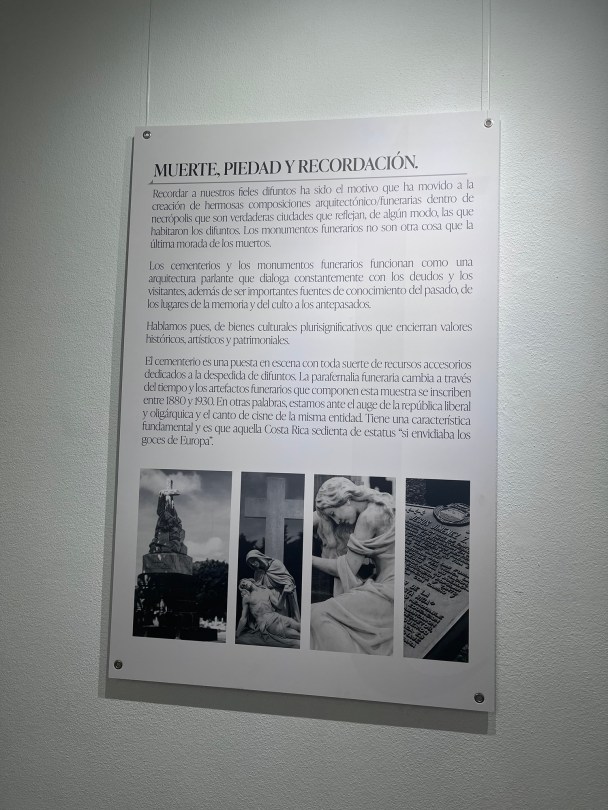 MUERTE, PIEDAD Y RECORDACIÓN.
Recordar a nuestros fieles difuntos ha sido el motivo que ha movido a la
creación de hermosas composiciones arquitectónico/funerarias dentro de
necrópolis que son verdaderas ciudades que reflejan, de algún modo, las que
habitaron los difuntos. Los monumentos funerarios no son otra cosa que la
última morada de los muertos.
Los cementerios y los monumentos funerarios funcionan como una
arquitectura parlante que dialoga constantemente con los deudos y los
visitantes, además de ser importantes fuentes de conocimiento del pasado, de
los lugares de la memoria y del culto a los antepasados.
Hablamos pues, de bienes culturales plurisignificativos que encierran valores
históricos, artísticos y patrimoniales.
El cementerio es una puesta en escena con toda suerte de recursos accesorios
dedicados a la despedida de difuntos. La parafernalia funeraria cambia a través
del tiempo y los artefactos funerarios que componen esta muestra se inscriben
entre 1880 y 1930. En otras palabras, estamos ante el auge de la república liberal
y oligárquica y el canto de cisne de la misma entidad. Tiene una característica
fundamental y es que aquella Costa Rica sedienta de estatus “si envidiaba los
goces de Europa”.